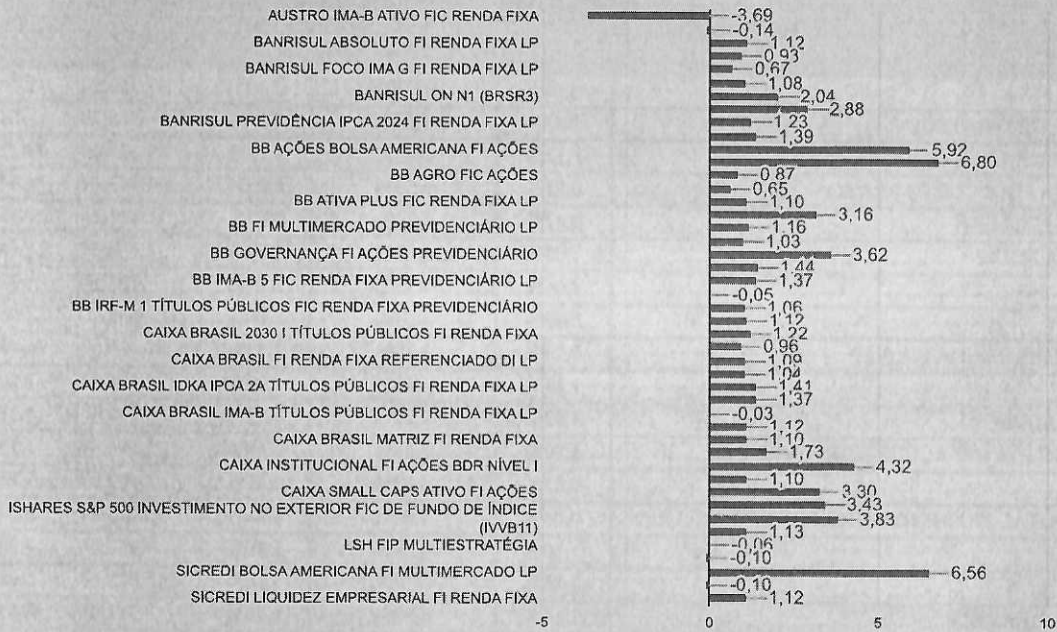 AUSTRO IMA-B ATIVO FIC RENDA FIXA
-3,69
-0,14
BANRISUL ABSOLUTO FI RENDA FIXA LP
1,12
0,93
BANRISUL FOCO IMA G FI RENDA FIXA LP
0,67
1,08
BANRISUL ON N1 (BRSR3)
2,04
2,88
BANRISUL PREVIDÊNCIA IPCA 2024 FI RENDA FIXA LP
1,23
1,39
BB AÇÕES BOLSA AMERICANA FI AÇÕES
5,92
6,80
BB AGRO FIC AÇÕES
0,87
0,65
BB ATIVA PLUS FIC RENDA FIXA LP
1,10
3,16
BB FI MULTIMERCADO PREVIDENCIÁRIO LP
1,16
1,03
BB GOVERNANÇA FI AÇÕES PREVIDENCIÁRIO
3,62
1,44
BB IMA-B 5 FIC RENDA FIXA PREVIDENCIÁRIO LP
1,37
-0,05
BB IRF-M 1 TÍTULOS PÚBLICOS FIC RENDA FIXA PREVIDENCIÁRIO
1,06
1,12
CAIXA BRASIL 2030 I TÍTULOS PÚBLICOS FI RENDA FIXA
1,22
0,96
CAIXA BRASIL FI RENDA FIXA REFERENCIADO DI LP
1,09
1,04
CAIXA BRASIL IDKA IPCA 2A TÍTULOS PÚBLICOS FI RENDA FIXA LP
1,41
1,37
CAIXA BRASIL IMA-B TÍTULOS PÚBLICOS FI RENDA FIXA LP
-0,03
1,12
CAIXA BRASIL MATRIZ FI RENDA FIXA
1,10
1,73
CAIXA INSTITUCIONAL FI AÇÕES BDR NÍVEL I
4,32
1,10
CAIXA SMALL CAPS ATIVO FI AÇÕES
3,30
3,43
ISHARES S&P 500 INVESTIMENTO NO EXTERIOR FIC DE FUNDO DE ÍNDICE
(IVVB11)
3,83
1,13
LSH FIP MULTIESTRATÉGIA
-0,06
-0,10
SICREDI BOLSA AMERICANA FI MULTIMERCADO LP
6,56
-0,10
SICREDI LIQUIDEZ EMPRESARIAL FI RENDA FIXA
1,12
-5 0 5 10